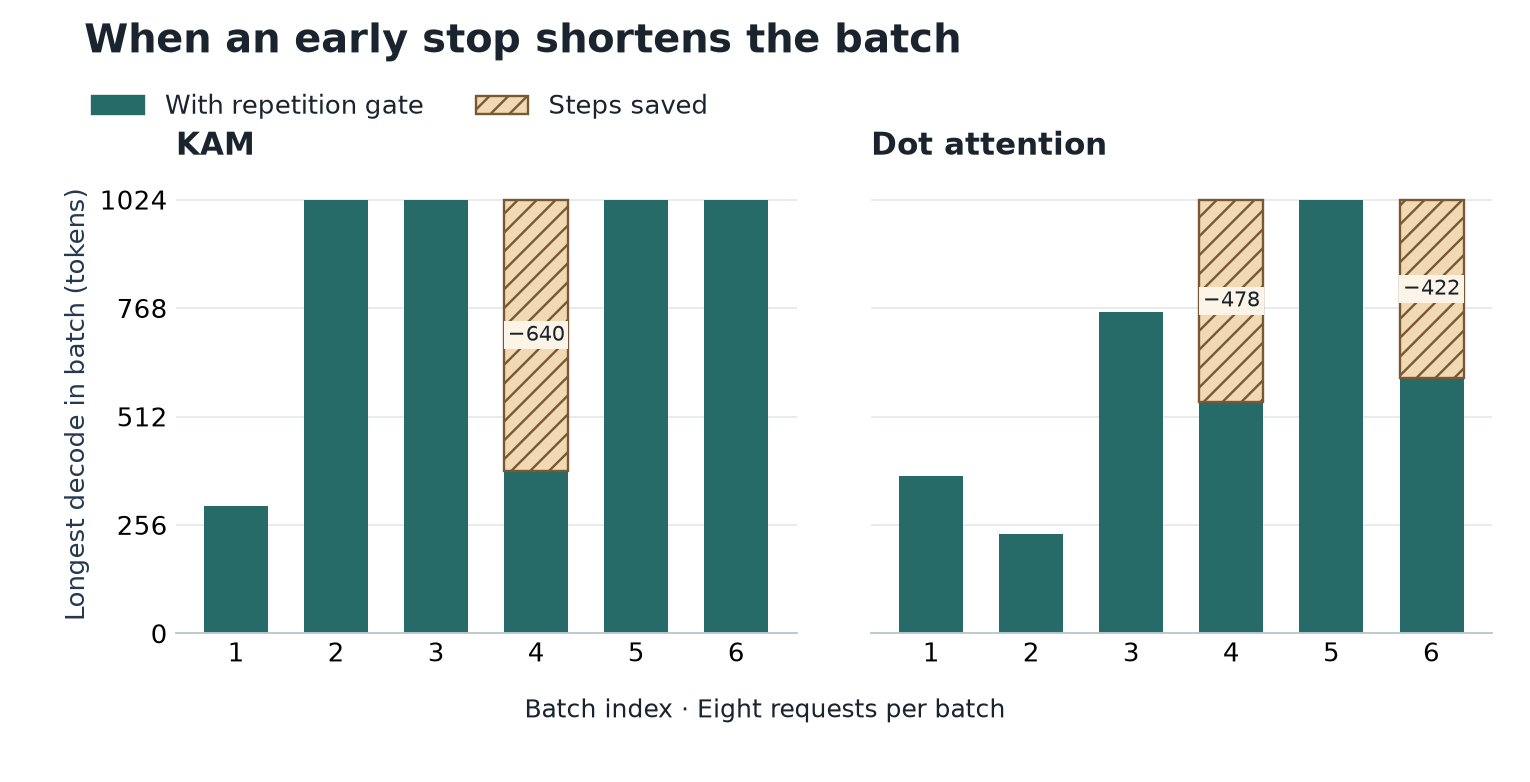 When an early stop shortens the batch
With repetition gate
Steps saved
KAM
Dot attention
Longest decode in batch (tokens)
1024
768
512
256
0
−640
−478
−422
1 2 3 4 5 6
1 2 3 4 5 6
Batch index · Eight requests per batch